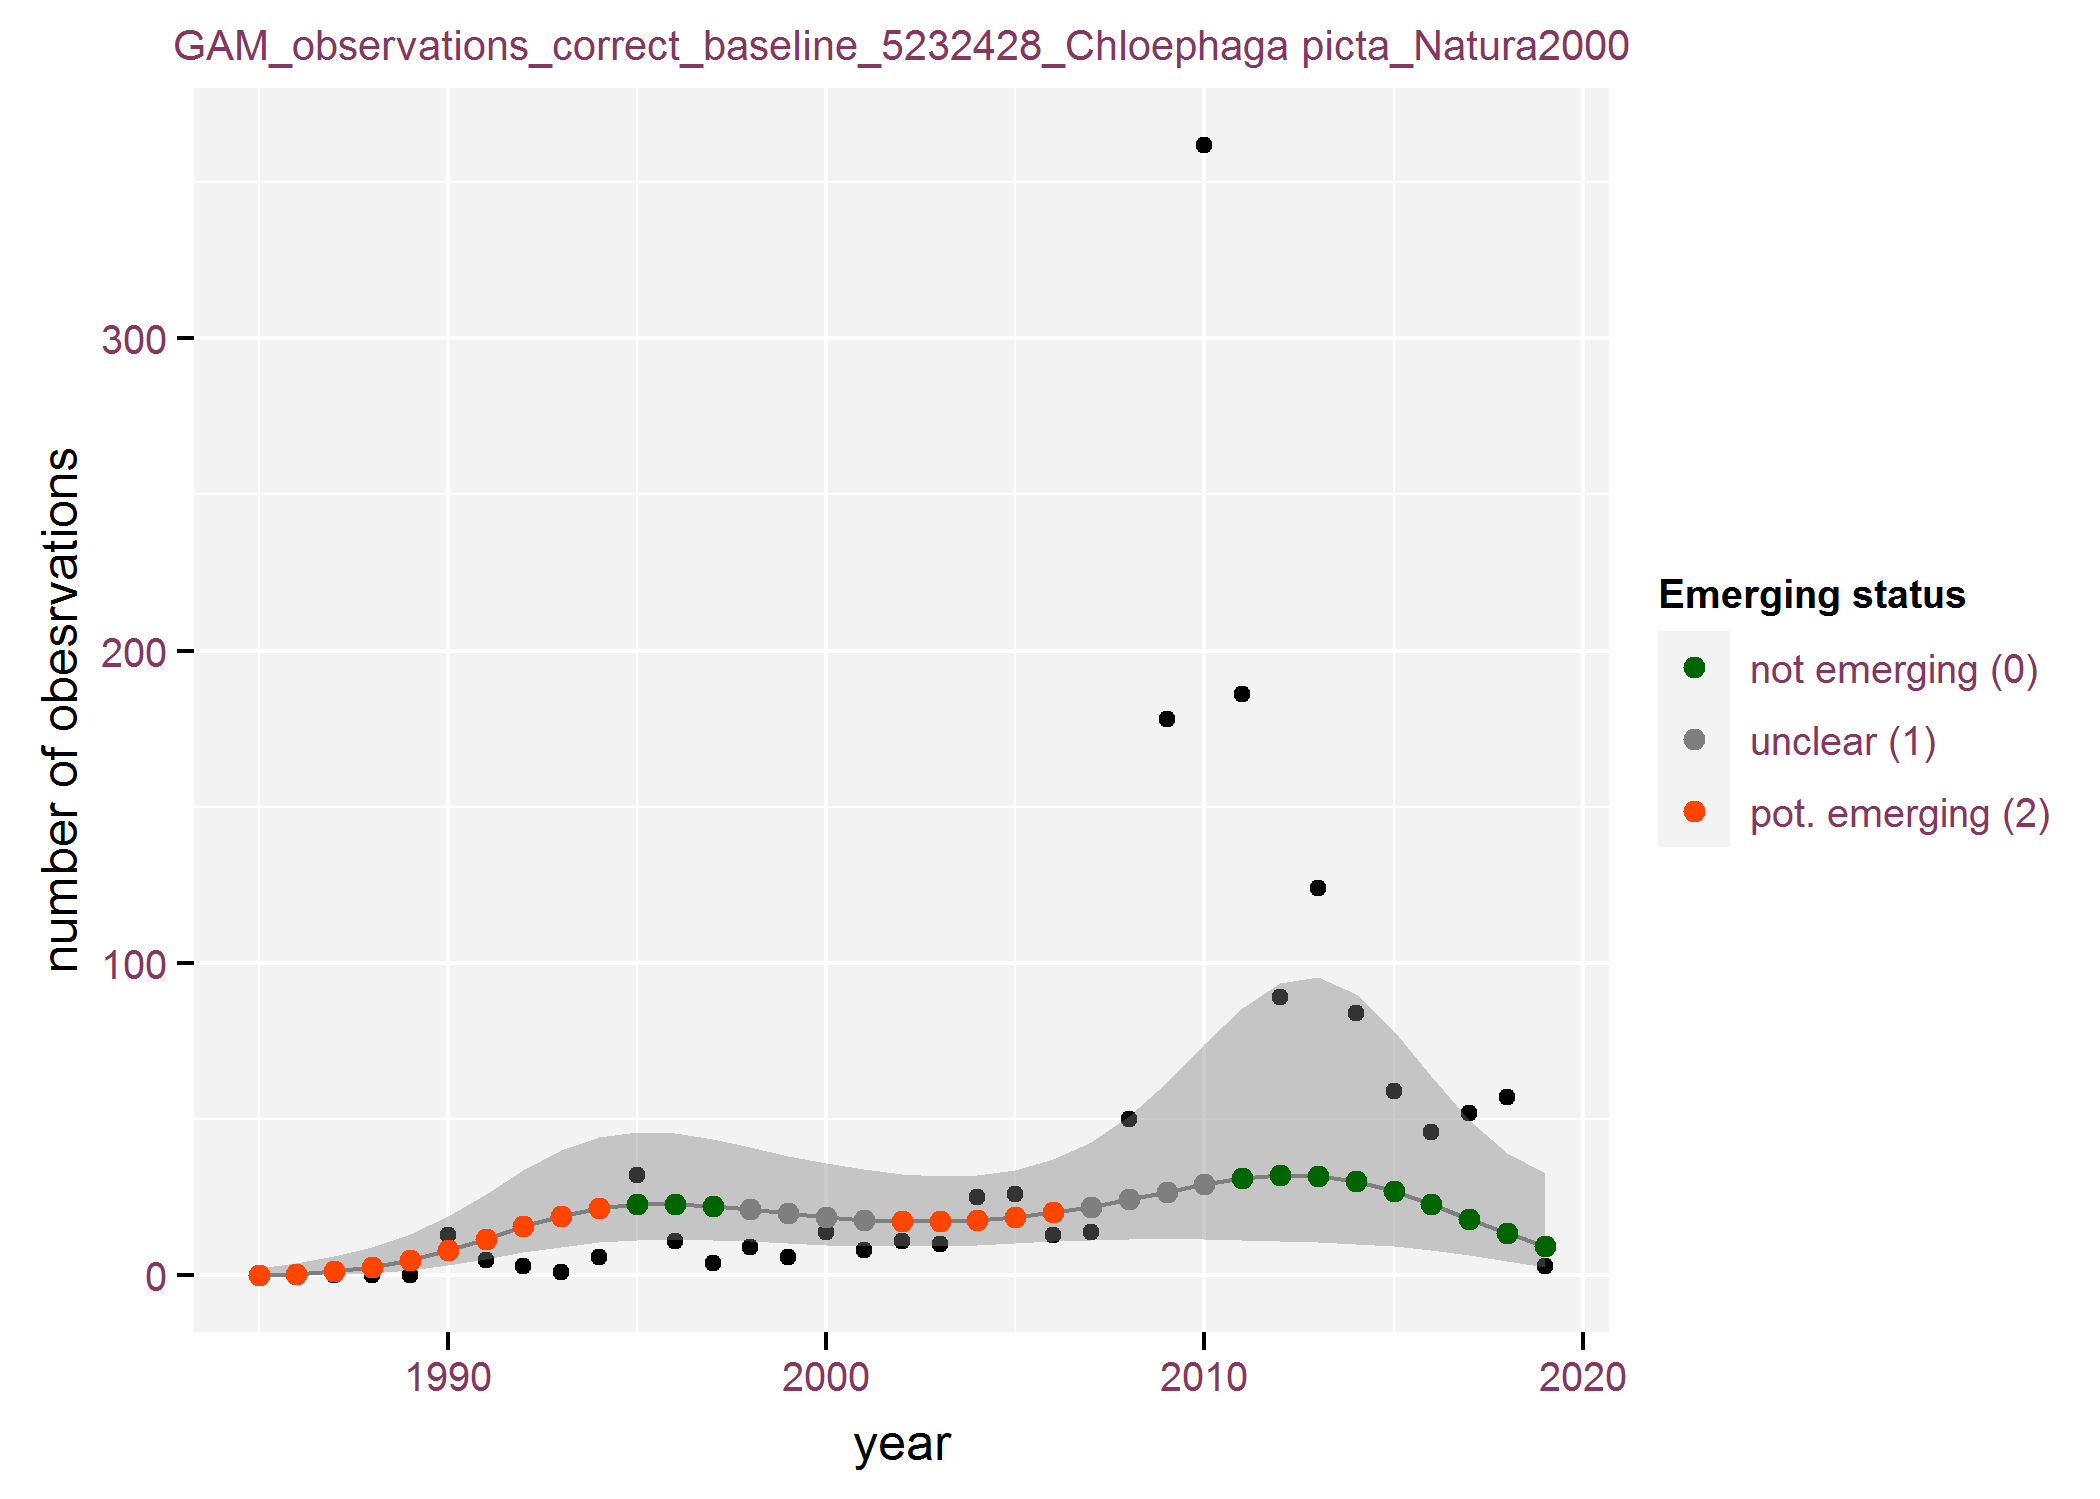 GAM_observations_correct_baseline_5232428_Chloephaga picta_Natura2000
number of obesrvations
300
200
100
0
1990
2000
2010
2020
year
Emerging status
not emerging (0)
unclear (1)
pot. emerging (2)